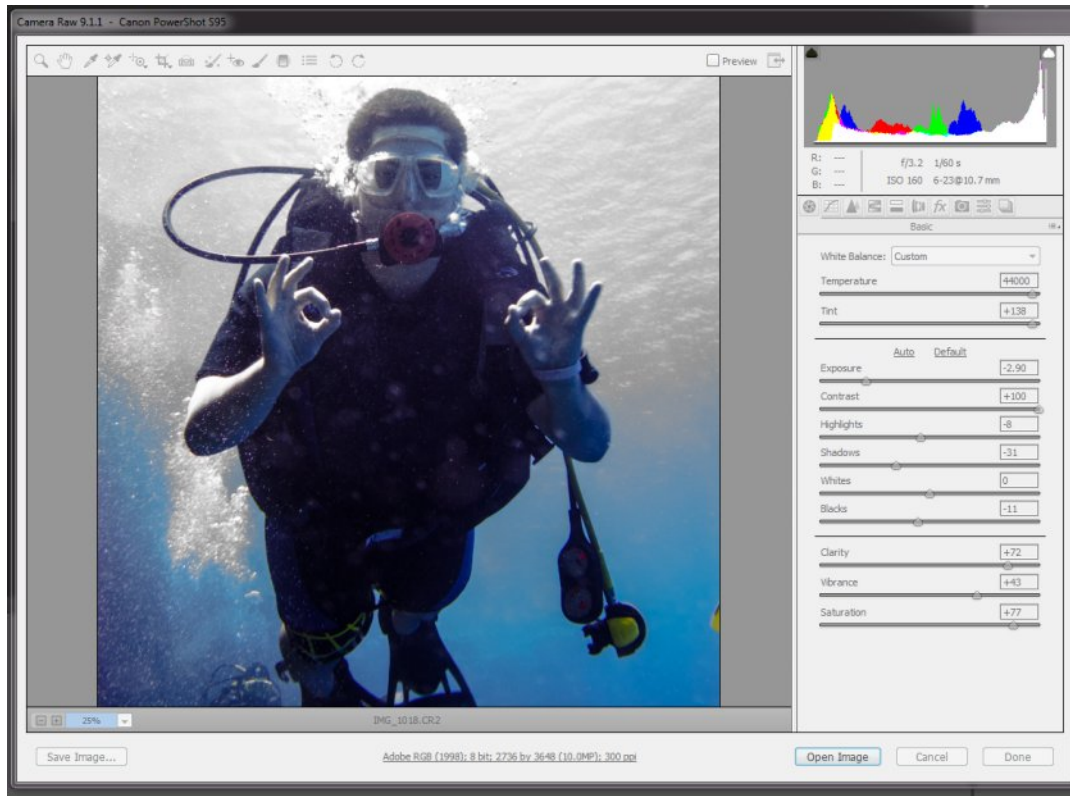 Camera Raw 9.1.1 - Canon PowerShot S95
Preview
R: ---
G: ---
B: ---
f/3.2 1/60 s
ISO 160 6-23@10.7 mm
fx
Basic
White Balance: Custom
Temperature 44000
Tint +138
Auto Default
Exposure -2.90
Contrast +100
Highlights -8
Shadows -31
Whites 0
Blacks -11
Clarity +72
Vibrance +43
Saturation +77
25% IMG_1018.CR2
Save Image... Adobe RGB (1998); 8 bit; 2736 by 3648 (10.0MP); 300 ppi Open Image Cancel Done